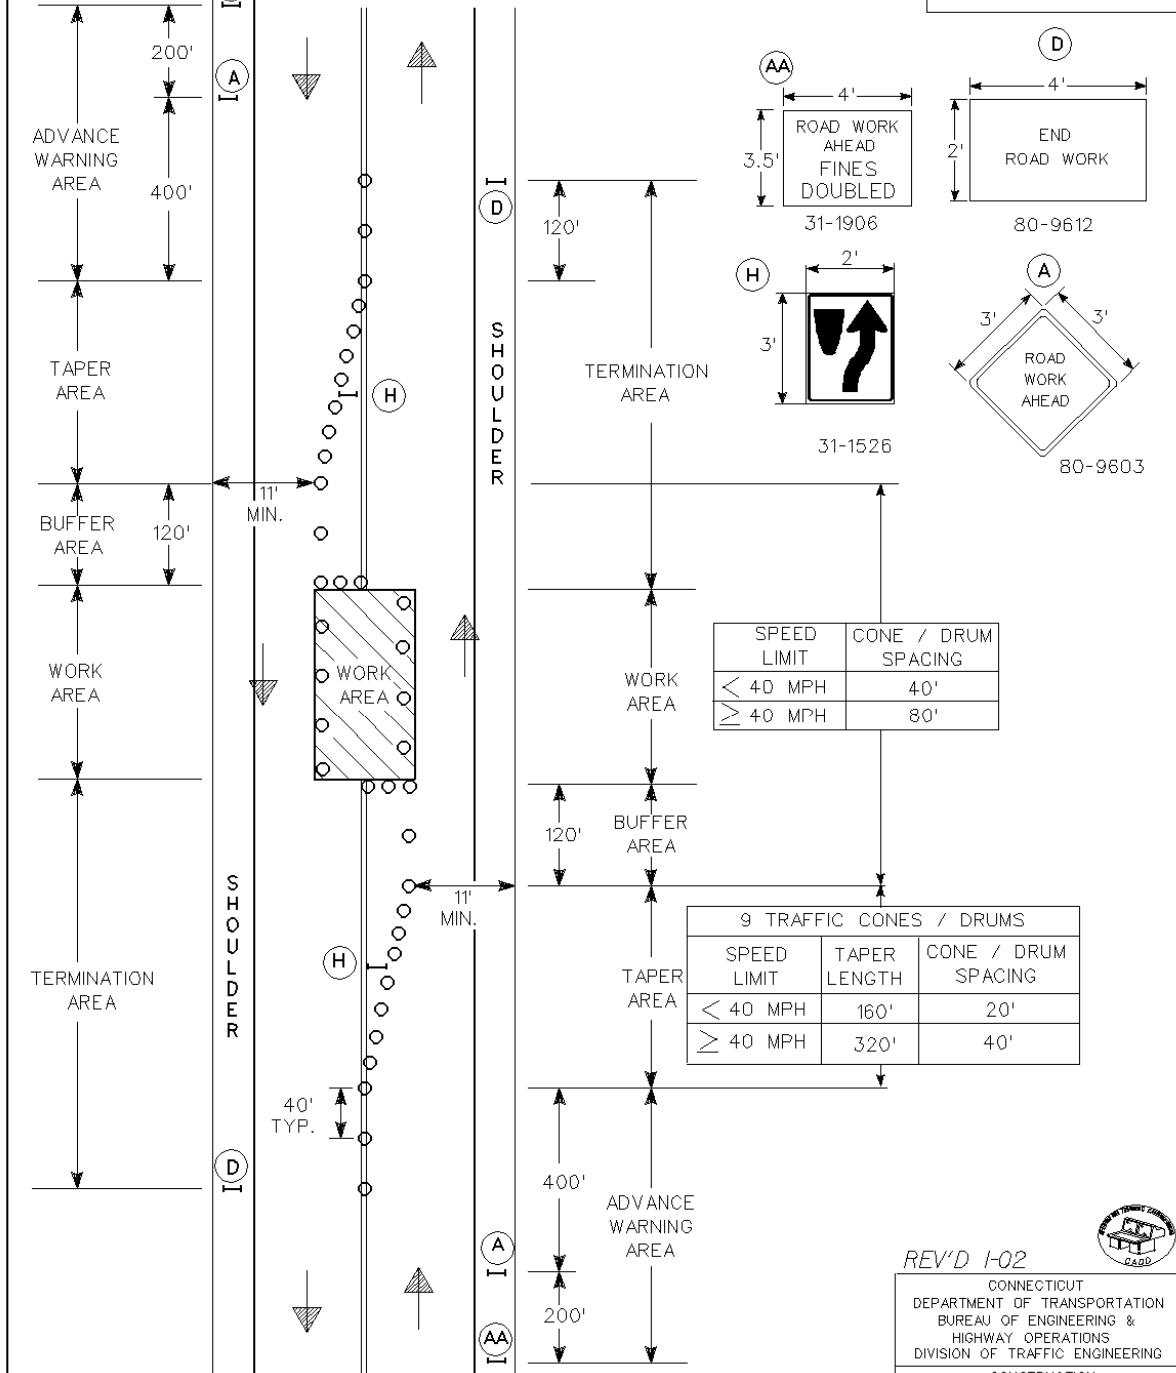 200'
A
ADVANCE
WARNING
AREA
400'
D
120'
TAPER
AREA
H
SHOULDER
TERMINATION
AREA
11'
MIN.
BUFFER
AREA
120'
WORK
AREA
WORK
AREA
WORK
AREA
120'
BUFFER
AREA
11'
MIN.
SHOULDER
H
TERMINATION
AREA
TAPER
AREA
40'
TYP.
D
400'
ADVANCE
WARNING
AREA
A
200'
AA
AA
4'
3.5'
ROAD WORK
AHEAD
FINES
DOUBLED
31-1906
D
4'
2'
END
ROAD WORK
80-9612
H
2'
3'
31-1526
A
3'
3'
ROAD
WORK
AHEAD
80-9603
SPEED LIMIT
CONE / DRUM SPACING
< 40 MPH
40'
≥ 40 MPH
80'
9 TRAFFIC CONES / DRUMS
SPEED LIMIT
TAPER LENGTH
CONE / DRUM SPACING
< 40 MPH
160'
20'
≥ 40 MPH
320'
40'
CADD
REV'D 1-02
CONNECTICUT
DEPARTMENT OF TRANSPORTATION
BUREAU OF ENGINEERING &
HIGHWAY OPERATIONS
DIVISION OF TRAFFIC ENGINEERING